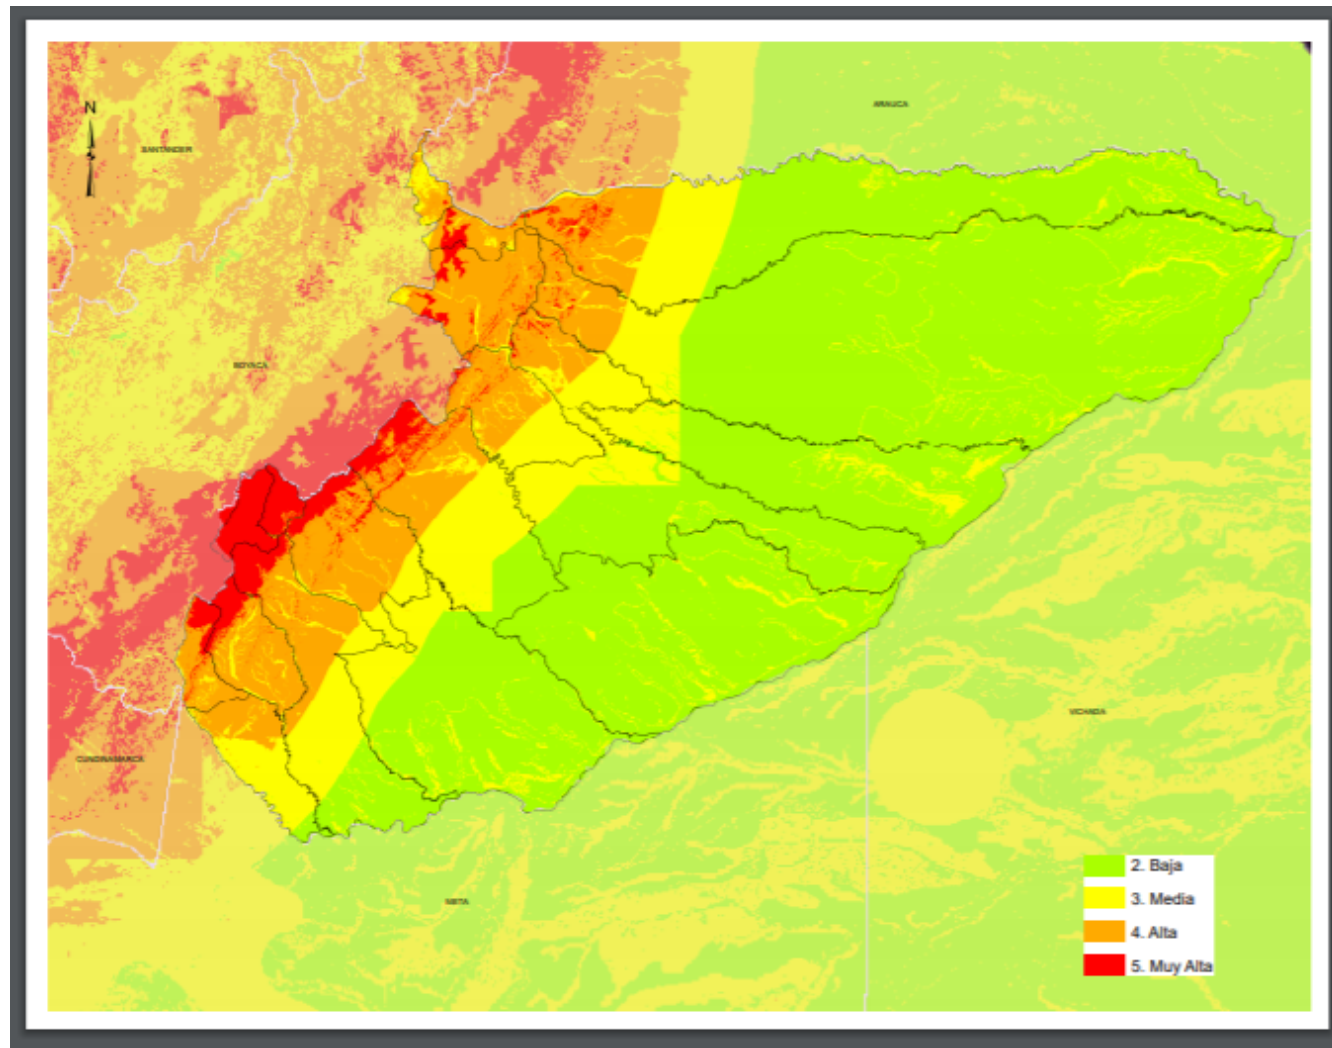 N
ARAUCA
SANTANDER
BOYACA
VICHADA
CUNDINAMARCA
META
2. Baja
3. Media
4. Alta
5. Muy Alta